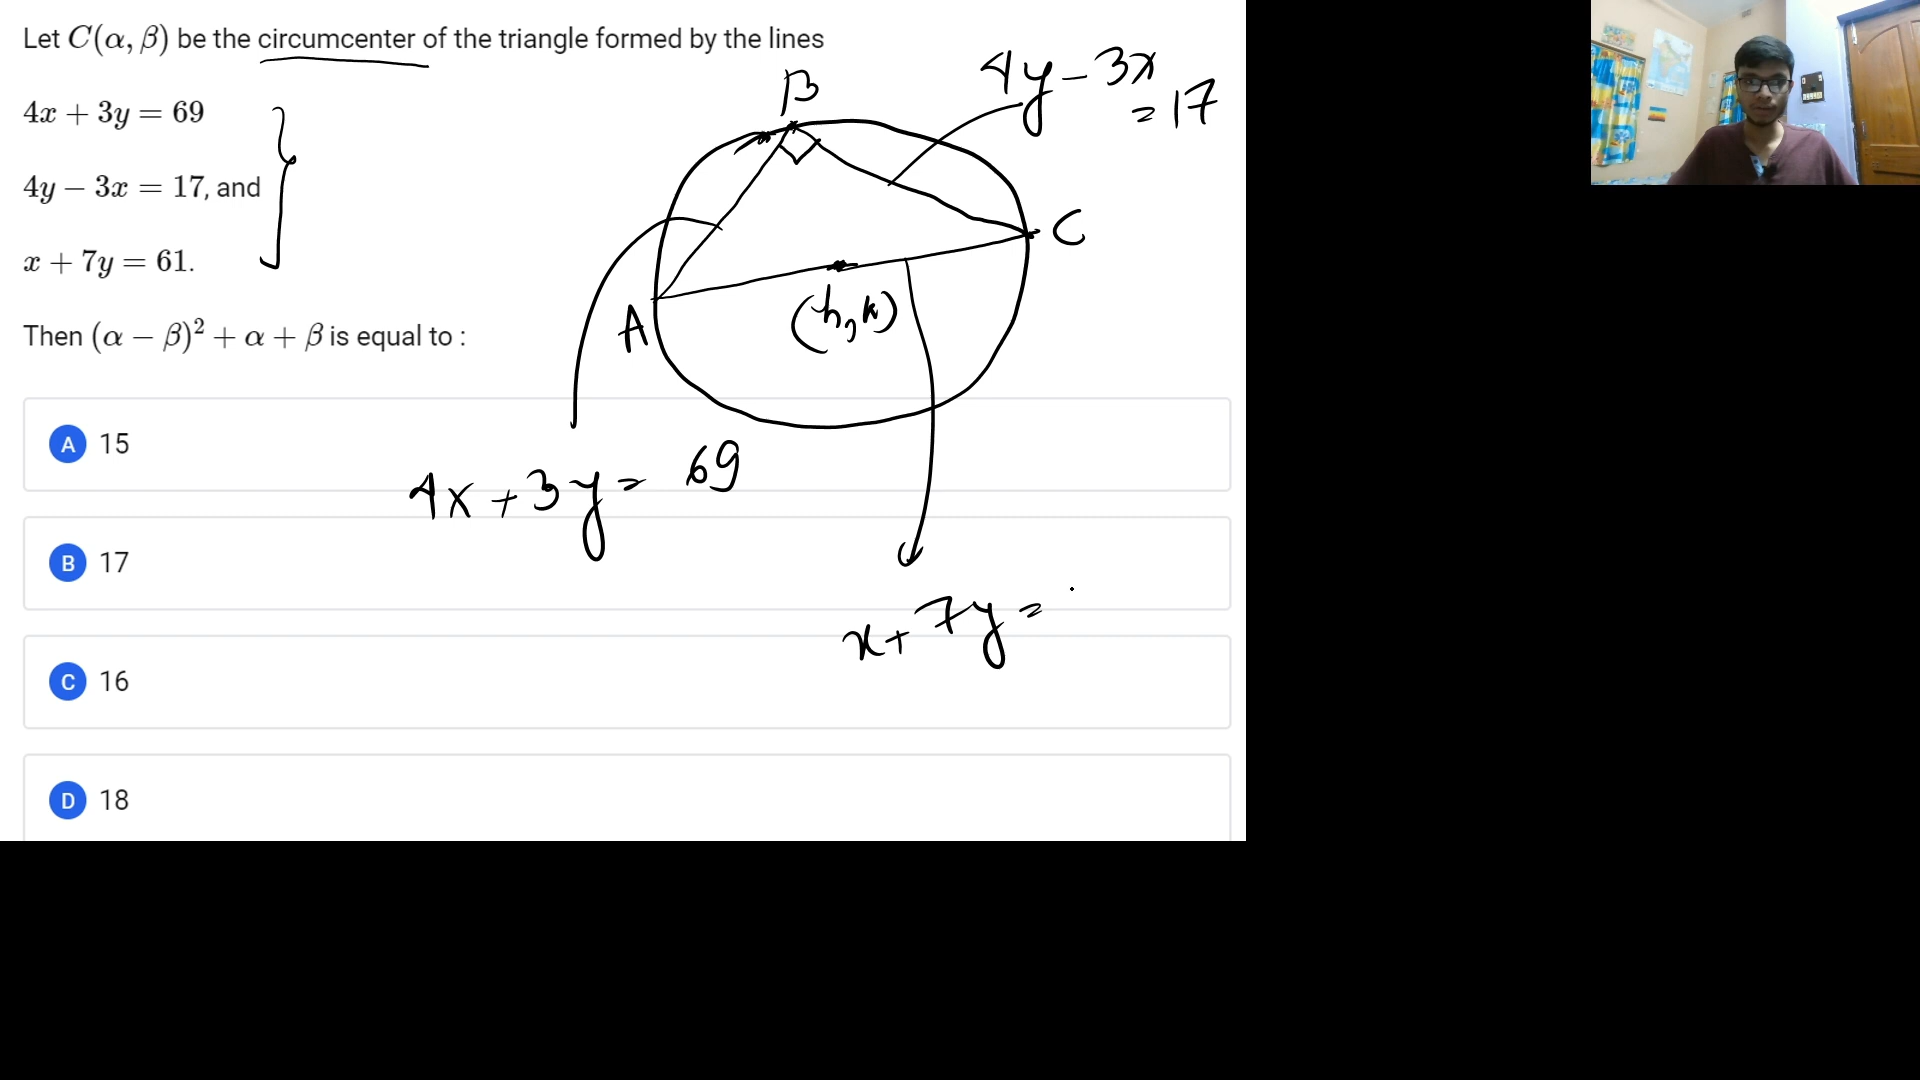 Let C(α, β) be the circumcenter of the triangle formed by the lines
4x + 3y = 69
4y − 3x = 17, and
x + 7y = 61.
Then (α − β)² + α + β is equal to :
A 15
B 17
C 16
D 18
B
4y − 3x
= 17
C
A
(h, k)
4x + 3y = 69
x + 7y =